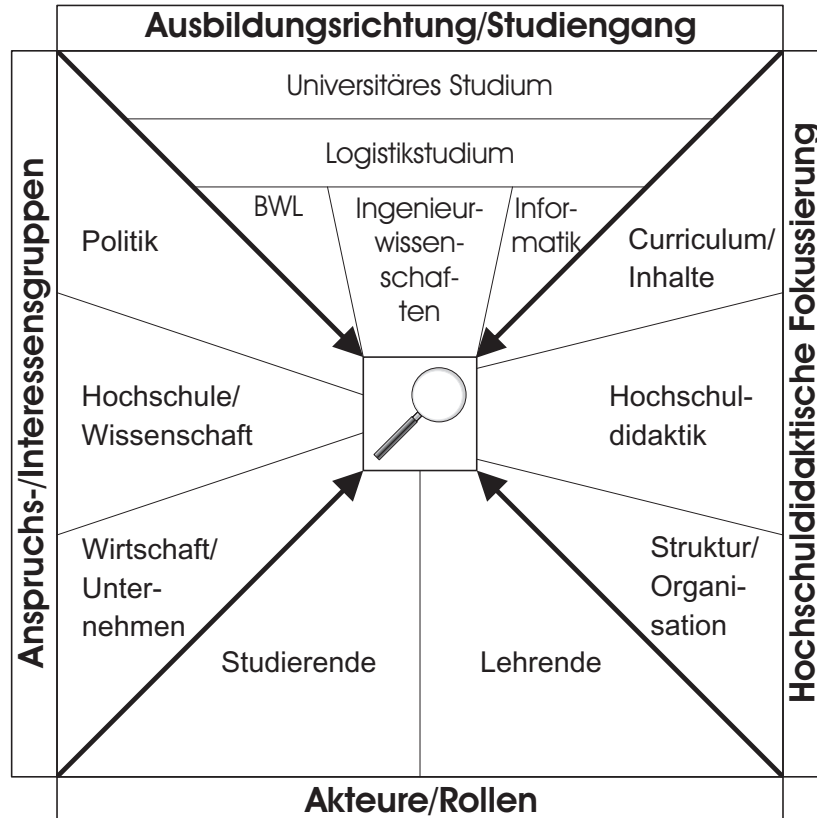 Ausbildungsrichtung/Studiengang
Universitäres Studium
Logistikstudium
BWL
Ingenieur-
wissen-
schaf-
ten
Infor-
matik
Anspruchs-/Interessensgruppen
Politik
Hochschule/
Wissenschaft
Wirtschaft/
Unter-
nehmen
Curriculum/
Inhalte
Hochschul-
didaktik
Struktur/
Organi-
sation
Hochschuldidaktische Fokussierung
Studierende
Lehrende
Akteure/Rollen